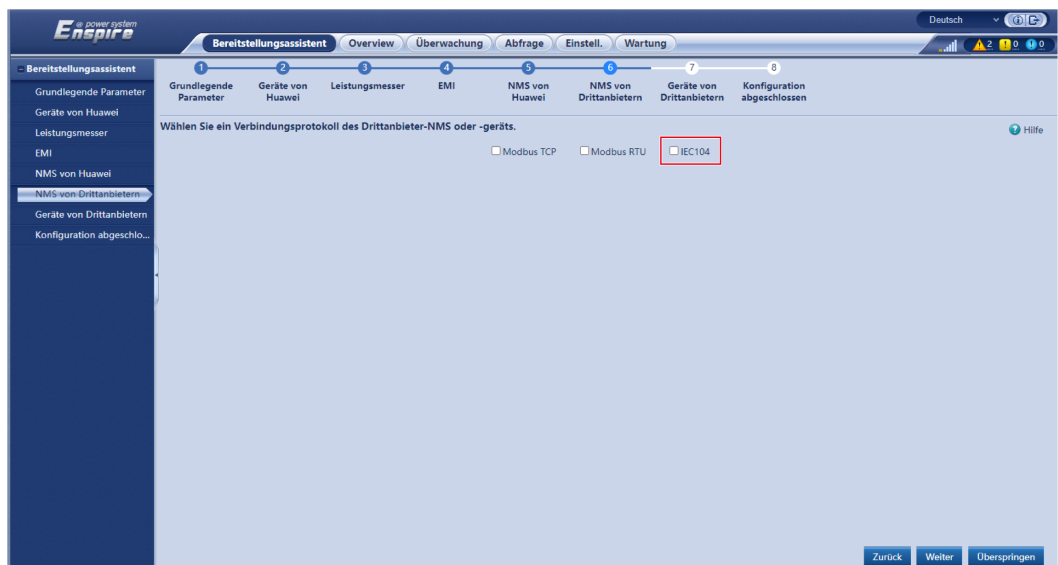 Enspire e power system
Deutsch
Bereitstellungsassistent Overview Überwachung Abfrage Einstell. Wartung
2 0 0
Bereitstellungsassistent
Grundlegende Parameter
Geräte von Huawei
Leistungsmesser
EMI
NMS von Huawei
NMS von Drittanbietern
Geräte von Drittanbietern
Konfiguration abgeschlo...
1 2 3 4 5 6 7 8
Grundlegende Parameter
Geräte von Huawei
Leistungsmesser
EMI
NMS von Huawei
NMS von Drittanbietern
Geräte von Drittanbietern
Konfiguration abgeschlossen
Wählen Sie ein Verbindungsprotokoll des Drittanbieter-NMS oder -geräts.
Hilfe
Modbus TCP Modbus RTU IEC104
Zurück Weiter Überspringen